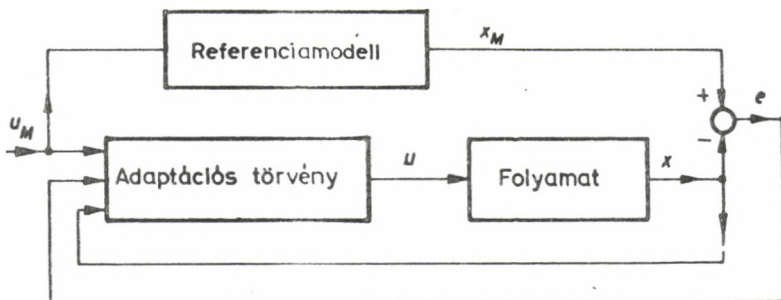 Referenciamodell
x_M
+
e
u_M
−
Adaptációs törvény
u
Folyamat
x